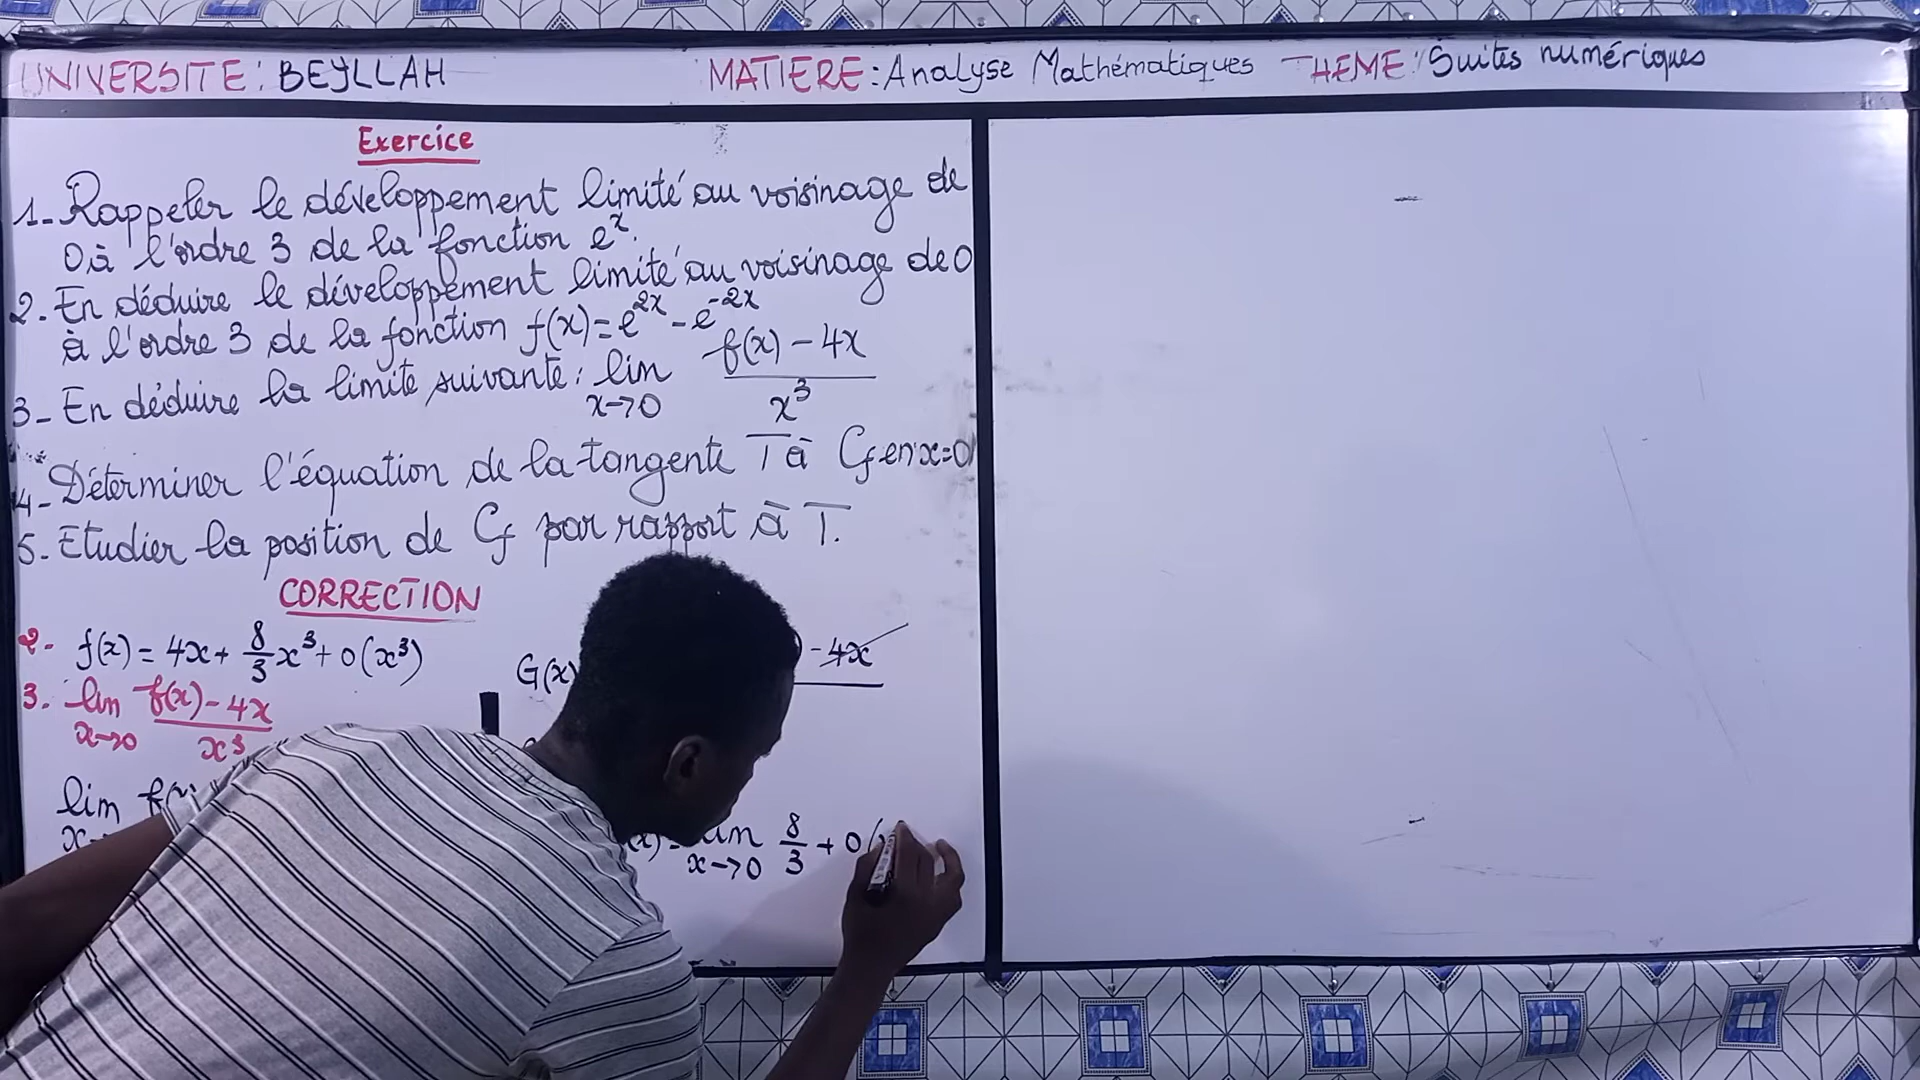 UNIVERSITE: BEYLLAH MATIERE: Analyse Mathématiques THEME: Suites numériques
Exercice
1- Rappeler le développement limité au voisinage de
0 à l'ordre 3 de la fonction e^x.
2. En déduire le développement limité au voisinage de 0
à l'ordre 3 de la fonction f(x) = e^2x - e^-2x
3- En déduire la limite suivante: lim x→0 f(x) - 4x / x^3
4- Déterminer l'équation de la tangente T à Cf en x=0
5. Etudier la position de Cf par rapport à T.
CORRECTION
2. f(x) = 4x + 8/3 x^3 + o(x^3)
3. lim x→0 f(x) - 4x / x^3
G(x) - 4x
lim
lim x→0 8/3 + o(